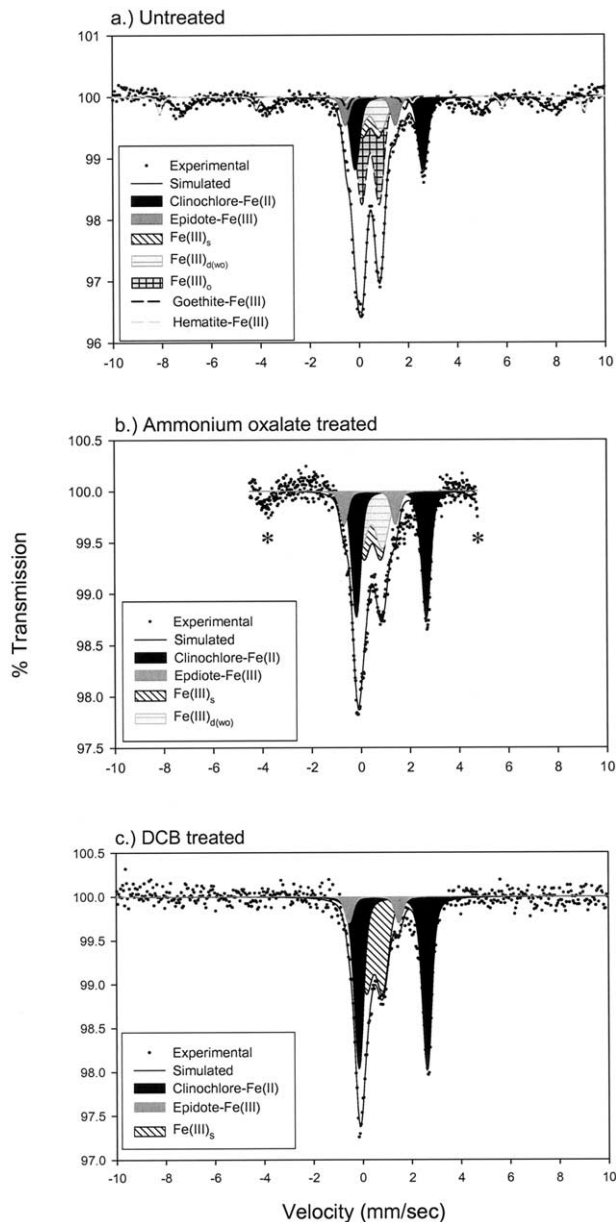 a.) Untreated
101
100
99
98
97
96
Experimental
Simulated
Clinochlore-Fe(II)
Epidote-Fe(III)
Fe(III)s
Fe(III)d(wo)
Fe(III)o
Goethite-Fe(III)
Hematite-Fe(III)
-10 -8 -6 -4 -2 0 2 4 6 8 10
b.) Ammonium oxalate treated
100.5
100.0
99.5
99.0
98.5
98.0
97.5
* *
Experimental
Simulated
Clinochlore-Fe(II)
Epdiote-Fe(III)
Fe(III)s
Fe(III)d(wo)
-10 -8 -6 -4 -2 0 2 4 6 8 10
% Transmission
c.) DCB treated
100.5
100.0
99.5
99.0
98.5
98.0
97.5
97.0
Experimental
Simulated
Clinochlore-Fe(II)
Epidote-Fe(III)
Fe(III)s
-10 -8 -6 -4 -2 0 2 4 6 8 10
Velocity (mm/sec)